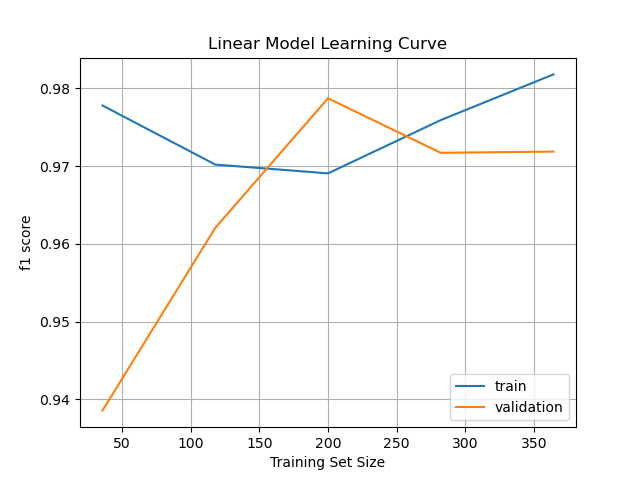 Linear Model Learning Curve
0.98
0.97
0.96
0.95
0.94
f1 score
50 100 150 200 250 300 350
Training Set Size
train
validation